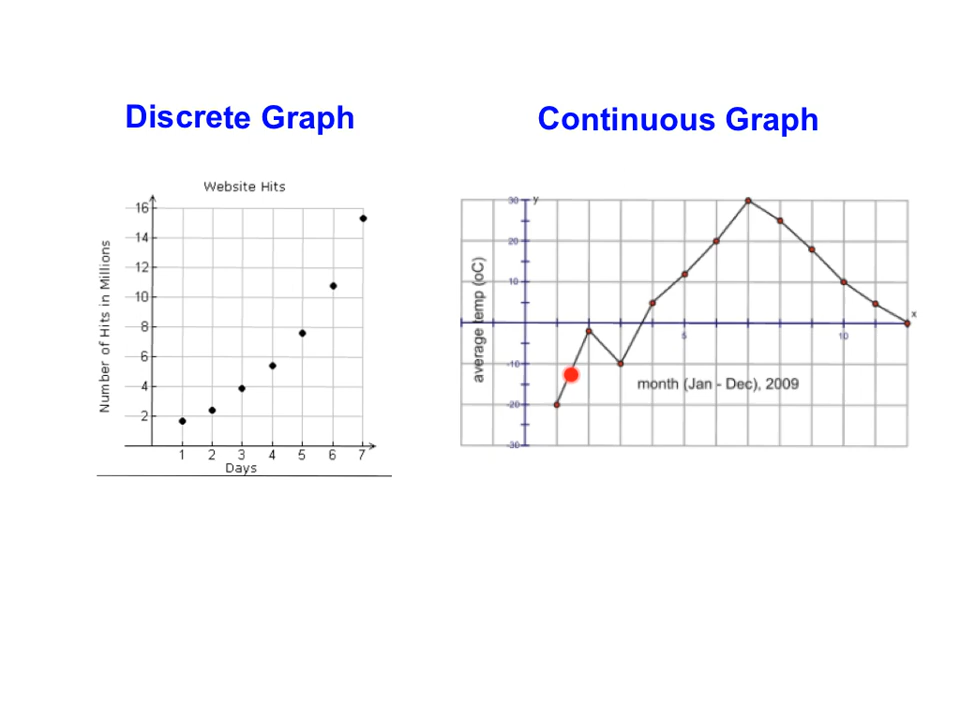 Discrete Graph
Continuous Graph
Website Hits
Number of Hits in Millions
16
14
12
10
8
6
4
2
1 2 3 4 5 6 7
Days
average temp (oC)
30
y
20
10
-10
-20
-30
5
10
x
month (Jan - Dec), 2009